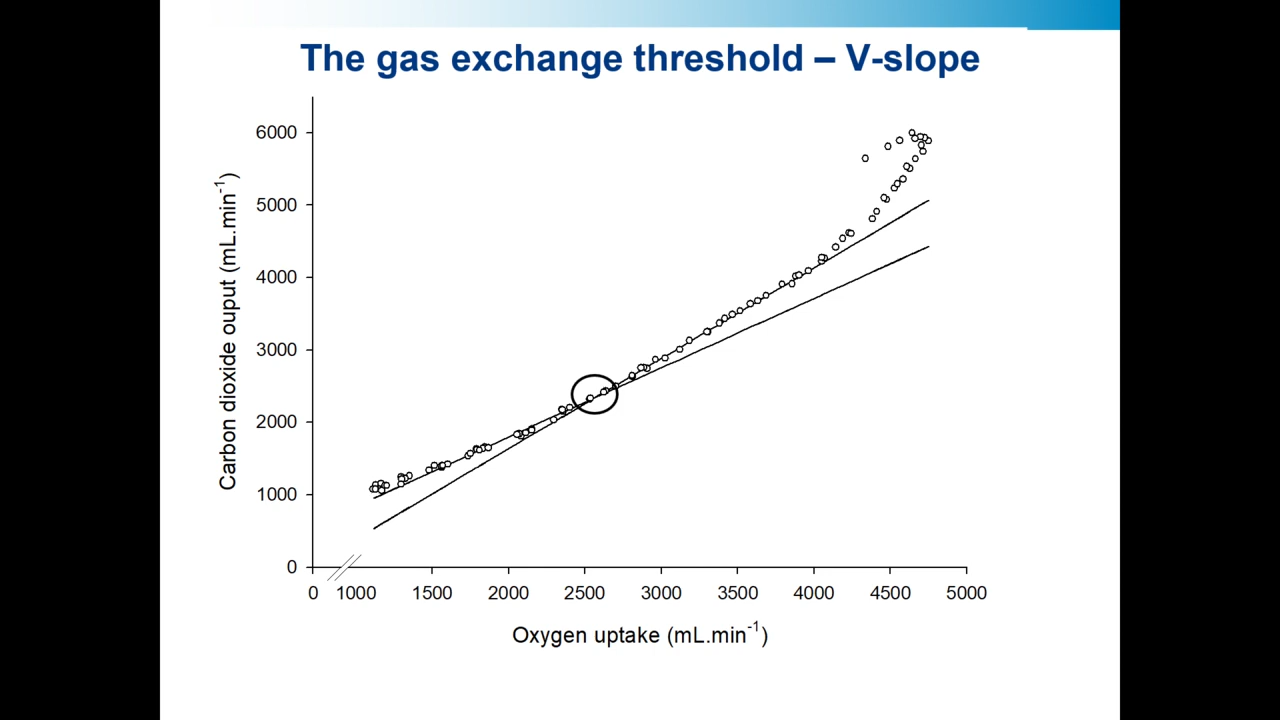 The gas exchange threshold – V-slope
Carbon dioxide ouput (mL.min-1)
6000
5000
4000
3000
2000
1000
0
0 1000 1500 2000 2500 3000 3500 4000 4500 5000
Oxygen uptake (mL.min-1)